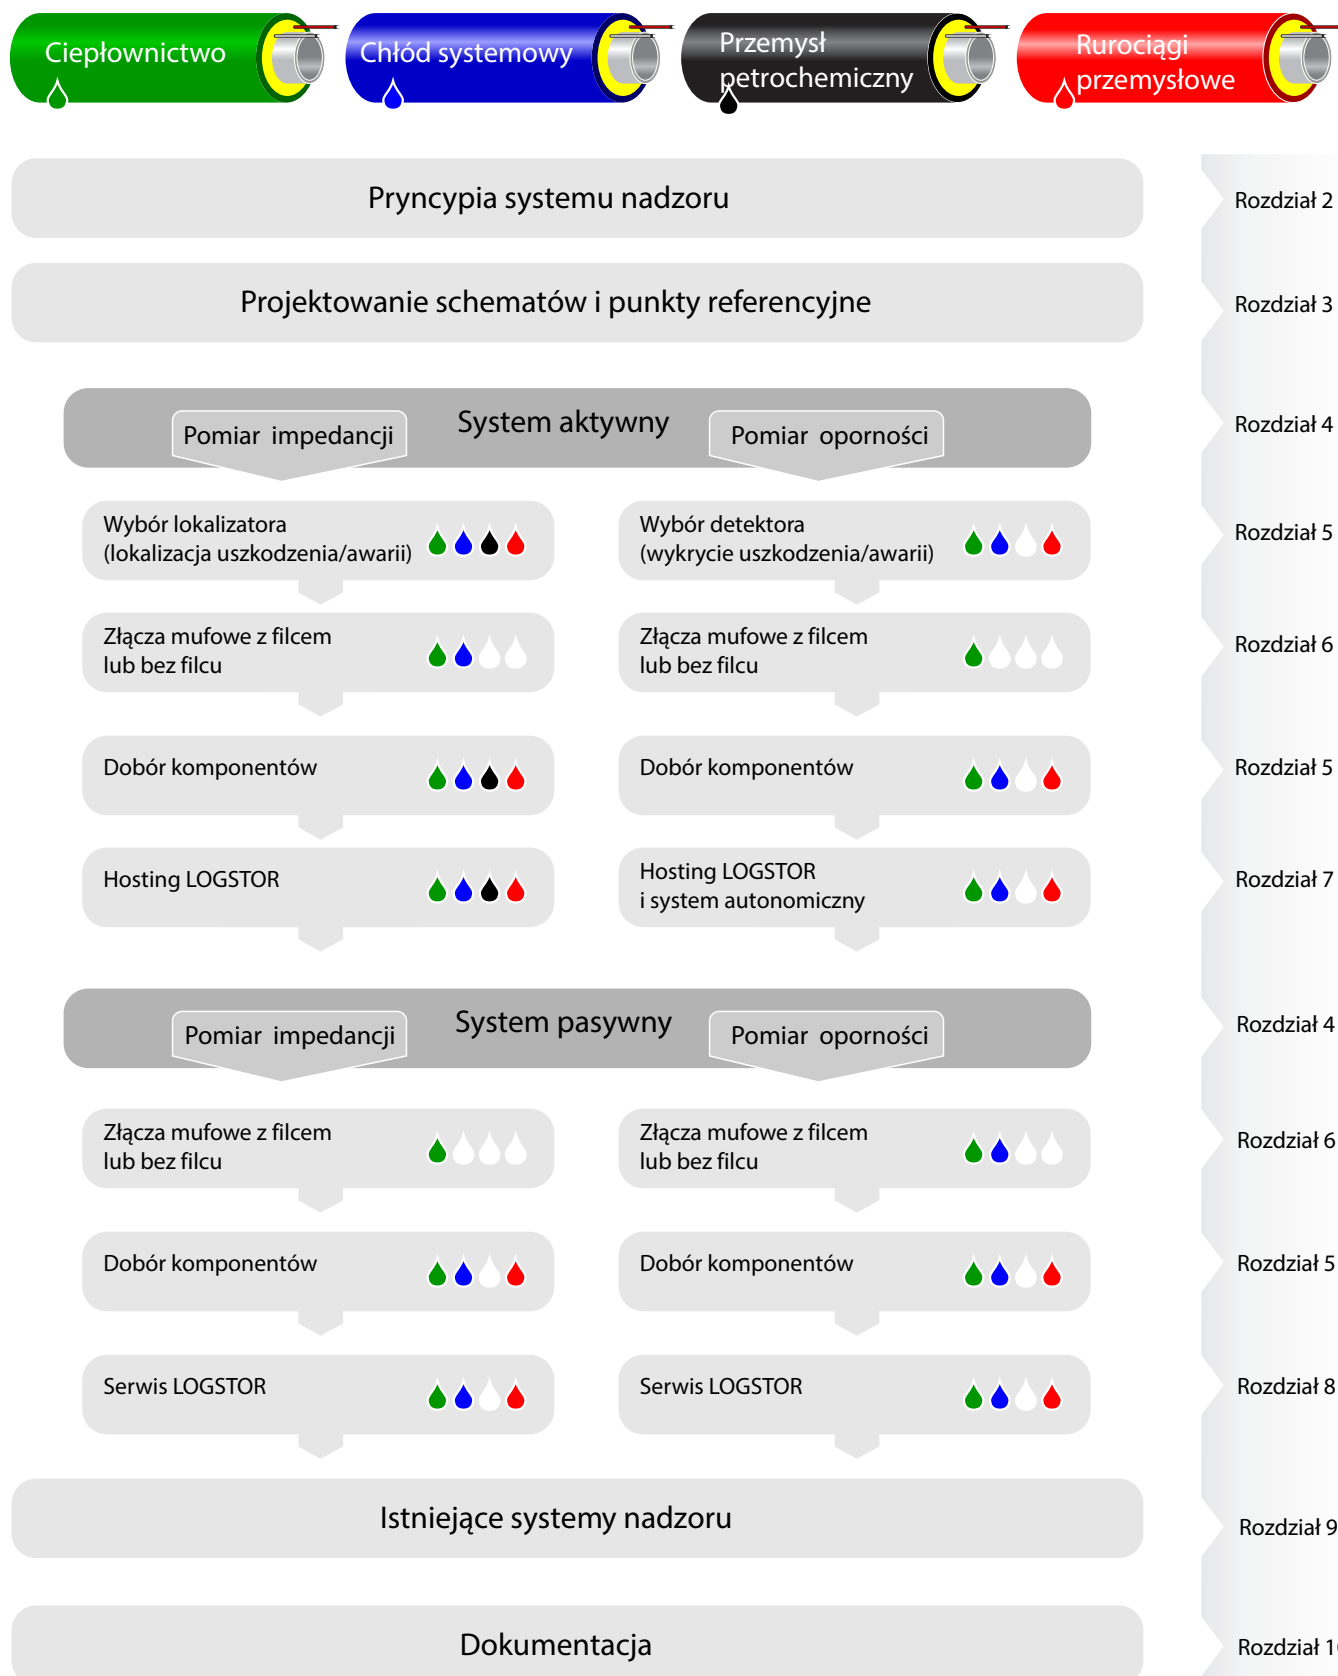 Ciepłownictwo
Chłód systemowy
Przemysł
petrochemiczny
Rurociągi
przemysłowe
Pryncypia systemu nadzoru
Rozdział 2
Projektowanie schematów i punkty referencyjne
Rozdział 3
System aktywny
Pomiar impedancji
Pomiar oporności
Rozdział 4
Wybór lokalizatora
(lokalizacja uszkodzenia/awarii)
Wybór detektora
(wykrycie uszkodzenia/awarii)
Rozdział 5
Złącza mufowe z filcem
lub bez filcu
Złącza mufowe z filcem
lub bez filcu
Rozdział 6
Dobór komponentów
Dobór komponentów
Rozdział 5
Hosting LOGSTOR
Hosting LOGSTOR
i system autonomiczny
Rozdział 7
System pasywny
Pomiar impedancji
Pomiar oporności
Rozdział 4
Złącza mufowe z filcem
lub bez filcu
Złącza mufowe z filcem
lub bez filcu
Rozdział 6
Dobór komponentów
Dobór komponentów
Rozdział 5
Serwis LOGSTOR
Serwis LOGSTOR
Rozdział 8
Istniejące systemy nadzoru
Rozdział 9
Dokumentacja
Rozdział 10